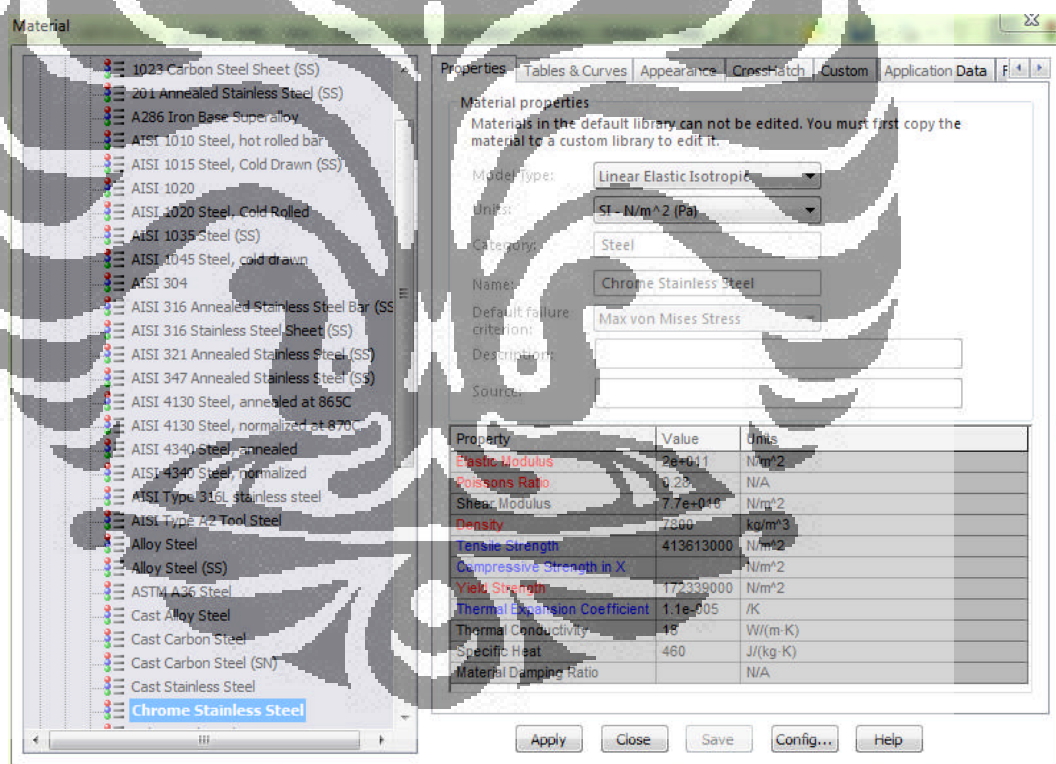 Material
1023 Carbon Steel Sheet (SS)
201 Annealed Stainless Steel (SS)
A286 Iron Base Superalloy
AISI 1010 Steel, hot rolled bar
AISI 1015 Steel, Cold Drawn (SS)
AISI 1020
AISI 1020 Steel, Cold Rolled
AISI 1035 Steel (SS)
AISI 1045 Steel, cold drawn
AISI 304
AISI 316 Annealed Stainless Steel Bar (SS
AISI 316 Stainless Steel Sheet (SS)
AISI 321 Annealed Stainless Steel (SS)
AISI 347 Annealed Stainless Steel (SS)
AISI 4130 Steel, annealed at 865C
AISI 4130 Steel, normalized at 870C
AISI 4340 Steel, annealed
AISI 4340 Steel, normalized
AISI Type 316L stainless steel
AISI Type A2 Tool Steel
Alloy Steel
Alloy Steel (SS)
ASTM A36 Steel
Cast Alloy Steel
Cast Carbon Steel
Cast Carbon Steel (SN)
Cast Stainless Steel
Chrome Stainless Steel
Properties Tables & Curves Appearance CrossHatch Custom Application Data F
Material properties
Materials in the default library can not be edited. You must first copy the
material to a custom library to edit it.
Model Type: Linear Elastic Isotropic
Units: SI - N/m^2 (Pa)
Category: Steel
Name: Chrome Stainless Steel
Default failure
criterion: Max von Mises Stress
Description:
Source:
Property Value Units
Elastic Modulus 2e+011 N/m^2
Poissons Ratio 0.28 N/A
Shear Modulus 7.7e+010 N/m^2
Density 7800 kg/m^3
Tensile Strength 413613000 N/m^2
Compressive Strength in X N/m^2
Yield Strength 172339000 N/m^2
Thermal Expansion Coefficient 1.1e-005 /K
Thermal Conductivity 18 W/(m·K)
Specific Heat 460 J/(kg·K)
Material Damping Ratio N/A
Apply Close Save Config... Help